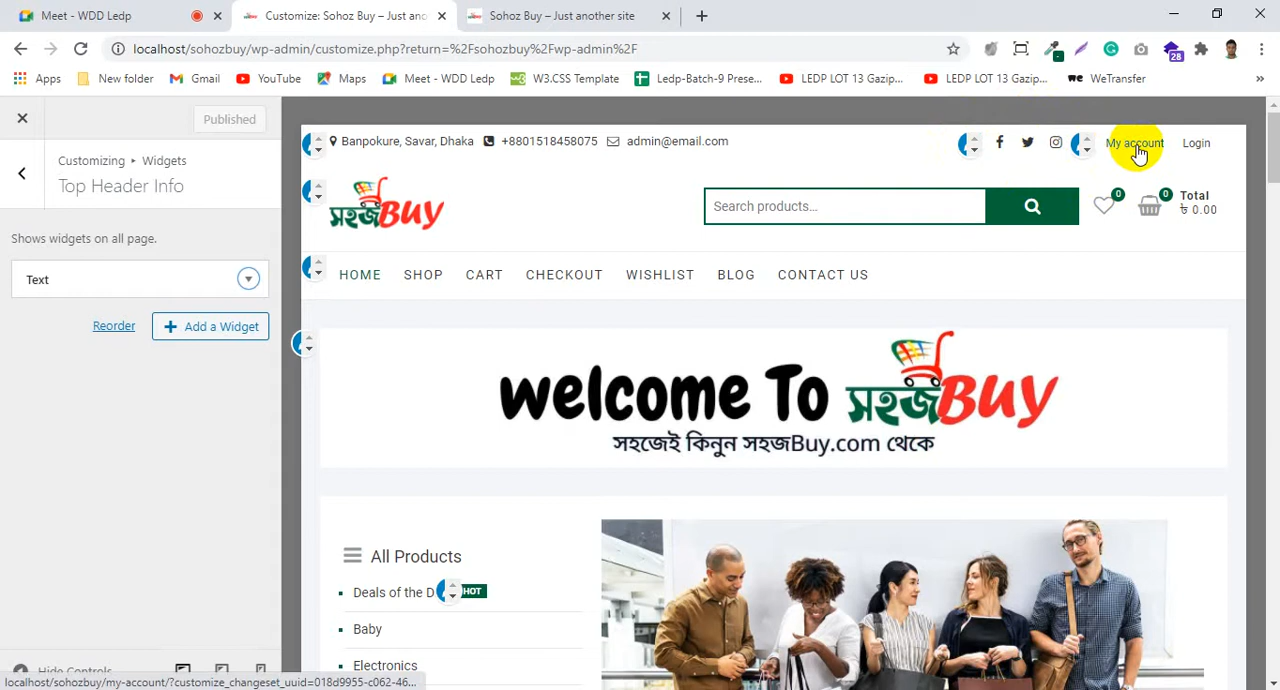 Meet - WDD Ledp
Customize: Sohoz Buy – Just ano
Sohoz Buy – Just another site
localhost/sohozbuy/wp-admin/customize.php?return=%2Fsohozbuy%2Fwp-admin%2F
28
Apps
New folder
Gmail
YouTube
Maps
Meet - WDD Ledp
W3.CSS Template
Ledp-Batch-9 Prese...
LEDP LOT 13 Gazip...
LEDP LOT 13 Gazip...
WeTransfer
Published
Customizing ▸ Widgets
Top Header Info
Shows widgets on all page.
Text
Reorder
Add a Widget
Hide Controls
Banpokure, Savar, Dhaka
+8801518458075
admin@email.com
My account
Login
সহজBuy
Search products…
0
0
Total
৳ 0.00
HOME
SHOP
CART
CHECKOUT
WISHLIST
BLOG
CONTACT US
welcome To সহজBuy
সহজেই কিনুন সহজBuy.com থেকে
All Products
Deals of the D
HOT
Baby
Electronics
localhost/sohozbuy/my-account/?customize_changeset_uuid=018d9955-c062-46...